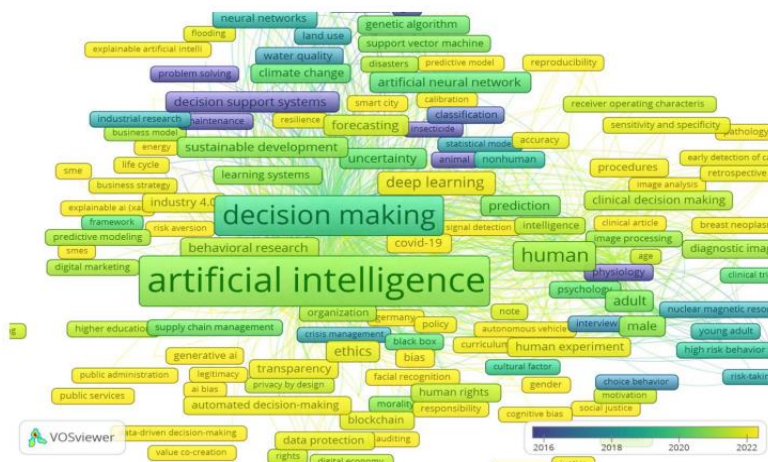 neural networks
genetic algorithm
flooding
land use
explainable artificial intelli
support vector machine
water quality
disasters
predictive model
reproducibility
problem solving
climate change
artificial neural network
decision support systems
smart city
calibration
receiver operating characteris
industrial research
maintenance
resilience
forecasting
classification
sensitivity and specificity
business model
insecticide
pathology
energy
sustainable development
statistical mode
accuracy
uncertainty
animal
nonhuman
early detection of ca
sme
life cycle
learning systems
procedures
retrospective
business strategy
deep learning
image analysis
explainable ai (xai)
industry 4.0
prediction
clinical decision making
framework
decision making
risk aversion
signal detection
intelligence
clinical article
breast neoplasm
predictive modeling
covid-19
image processing
smes
behavioral research
human
age
diagnostic imag
digital marketing
physiology
clinical tri
artificial intelligence
psychology
adult
organization
germany
note
nuclear magnetic reso
higher education
supply chain management
policy
autonomous vehicle
interview
male
young adult
crisis management
black box
curriculum
human experiment
generative ai
ethics
bias
high risk behavior
public administration
legitimacy
transparency
facial recognition
cultural factor
risk-taki
ai bias
privacy by design
human rights
gender
choice behavior
public services
motivation
automated decision-making
morality
responsibility
cognitive bias
social justice
blockchain
VOSviewer
data-driven decision-making
data protection
auditing
value co-creation
rights
digital economy
2016
2018
2020
2022